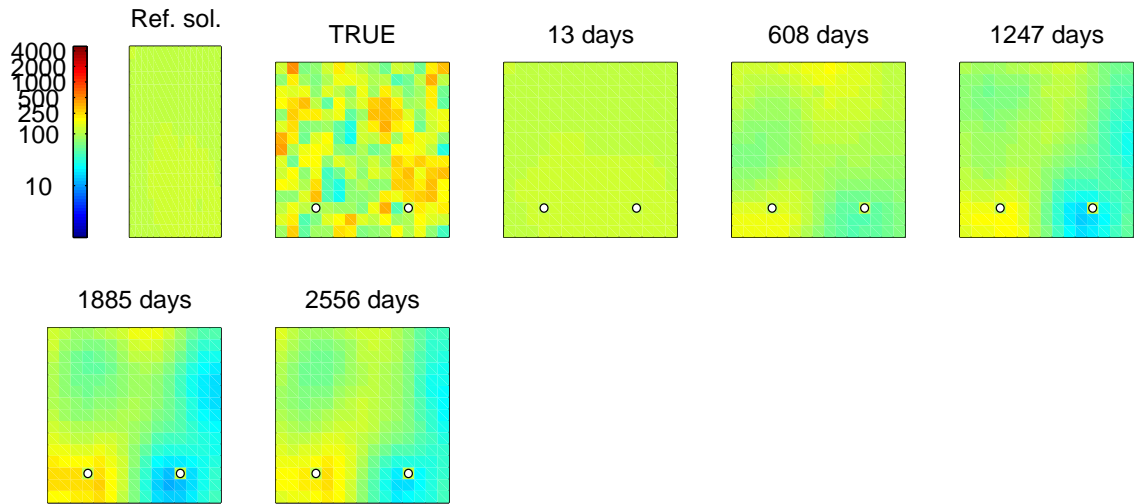 Ref. sol.
TRUE
13 days
608 days
1247 days
4000
2000
1000
500
250
100
10
1885 days
2556 days